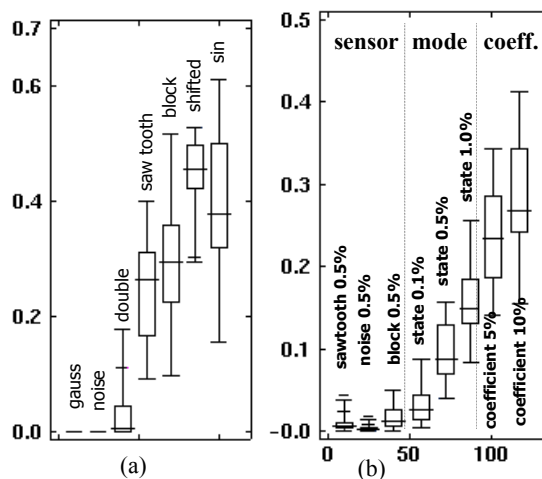 0.7
0.4
0.2
0.0
gauss
noise
double
saw tooth
block
shifted
sin
(a)
0.5
0.4
0.3
0.2
0.1
-0.0
0
50
100
sensor
mode
coeff.
sawtooth 0.5%
noise 0.5%
block 0.5%
state 0.1%
state 0.5%
state 1.0%
coefficient 5%
coefficient 10%
(b)